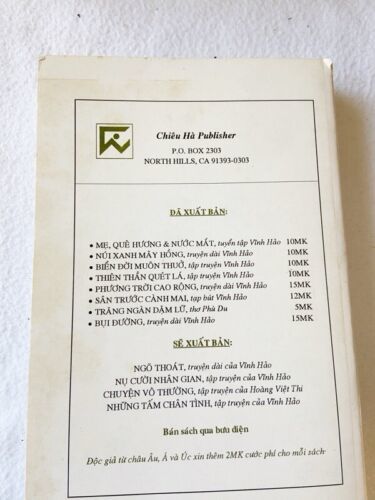 Chiêu Hà Publisher
P.O. BOX 2303
NORTH HILLS, CA 91393-0303
ĐÃ XUẤT BẢN:
• MẸ, QUÊ HƯƠNG & NƯỚC MẮT, tuyển tập Vĩnh Hảo 10MK
• NÚI XANH MÂY HỒNG, truyện dài Vĩnh Hảo 10MK
• BIỂN ĐỜI MUÔN THUỞ, tập truyện Vĩnh Hảo 10MK
• THIÊN THẦN QUÉT LÁ, tập truyện Vĩnh Hảo 10MK
• PHƯƠNG TRỜI CAO RỘNG, truyện dài Vĩnh Hảo 15MK
• SÂN TRƯỚC CÀNH MAI, tạp bút Vĩnh Hảo 12MK
• TRĂNG NGÀN DẶM LỮ, thơ Phù Du 5MK
• BỤI ĐƯỜNG, truyện dài Vĩnh Hảo 15MK
SẼ XUẤT BẢN:
NGÕ THOÁT, truyện dài của Vĩnh Hảo
NỤ CƯỜI NHÂN GIAN, tập truyện của Vĩnh Hảo
CHUYỆN VÔ THƯỜNG, tập truyện của Hoàng Việt Thi
NHỮNG TẤM CHÂN TÌNH, tập truyện của Vĩnh Hảo
Bán sách qua bưu điện
Độc giả từ châu Âu, Á và Úc xin thêm 2MK cước phí cho mỗi sách